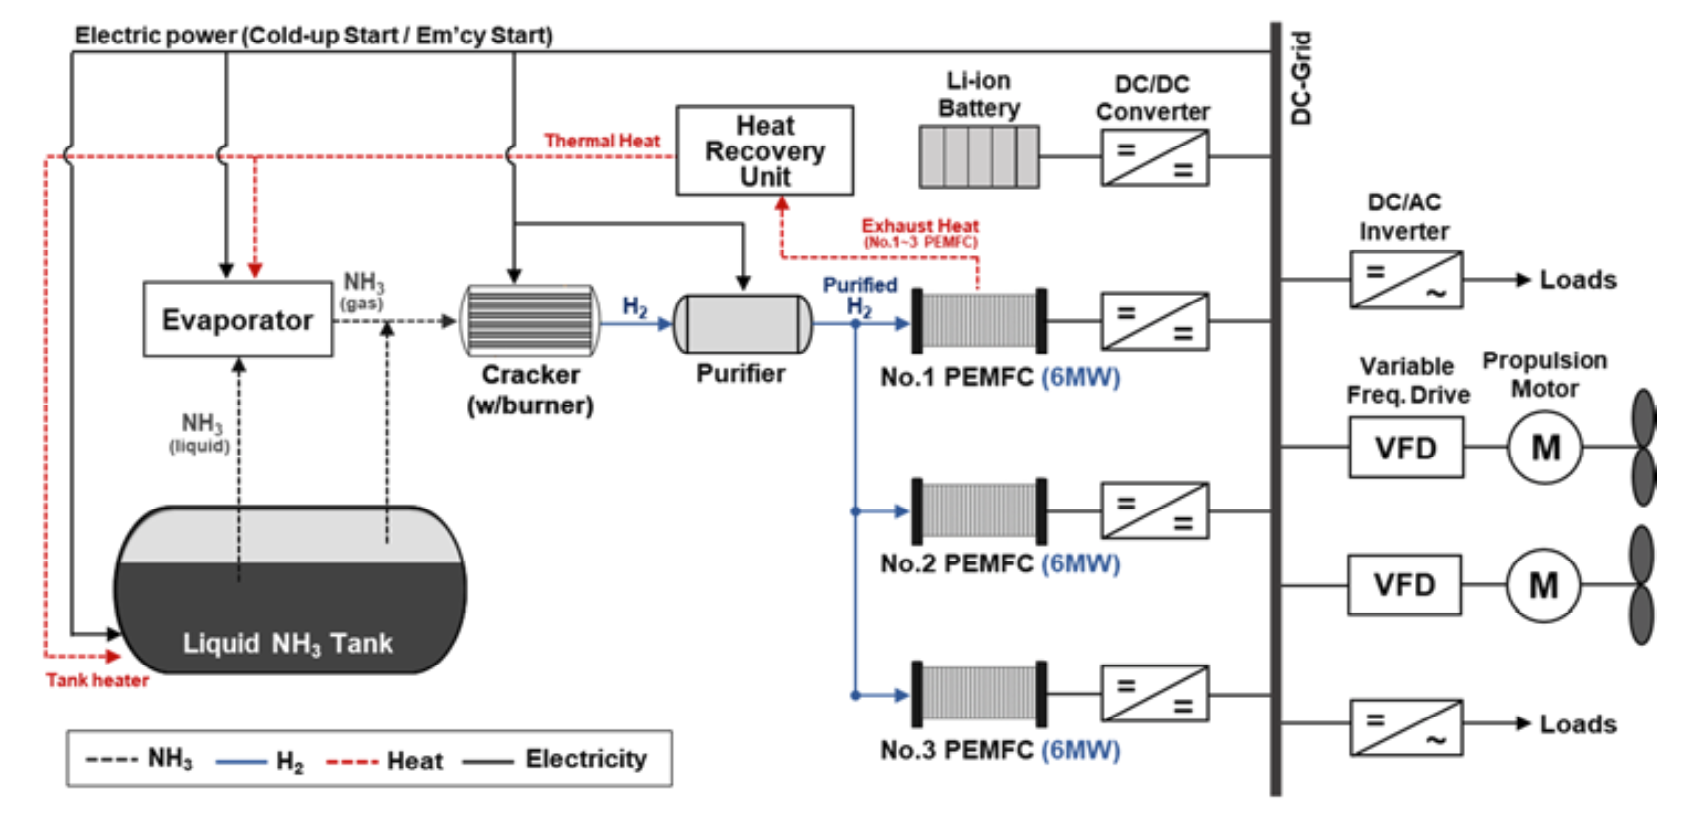 Electric power (Cold-up Start / Em'cy Start)
DC-Grid
Li-ion
Battery
DC/DC
Converter
Heat
Recovery
Unit
Thermal Heat
Exhaust Heat
(No.1~3 PEMFC)
DC/AC
Inverter
= ~
Loads
Evaporator
NH₃
(gas)
H₂
Purified
H₂
Cracker
(w/burner)
Purifier
No.1 PEMFC (6MW)
= =
Variable
Freq. Drive
Propulsion
Motor
VFD
M
NH₃
(liquid)
No.2 PEMFC (6MW)
= =
VFD
M
Liquid NH₃ Tank
Tank heater
No.3 PEMFC (6MW)
= =
= ~
Loads
= =
NH₃ H₂ Heat Electricity